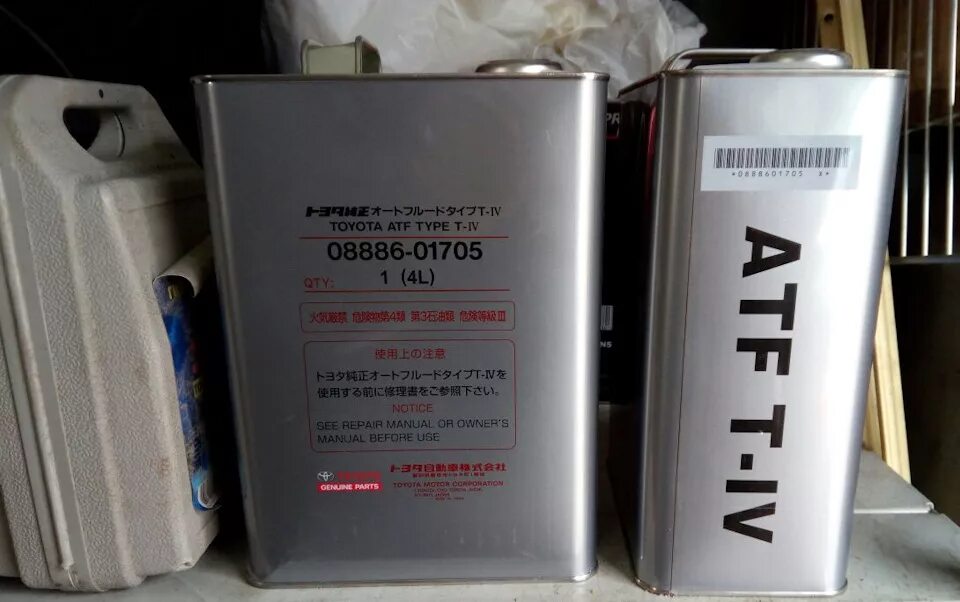 トヨタ純正 オートフルードタイプT-Ⅳ
TOYOTA ATF TYPE T-Ⅳ
08886-01705
QTY: 1 (4L)
火気厳禁 危険物第4類 第3石油類 危険等級Ⅲ
使用上の注意
トヨタ純正オートフルードタイプT-Ⅳを
使用する前に修理書をご参照下さい。
NOTICE
SEE REPAIR MANUAL OR OWNER'S
MANUAL BEFORE USE
GENUINE PARTS
トヨタ自動車株式会社
TOYOTA MOTOR CORPORATION
*0888601705 X*
ATF T-IV